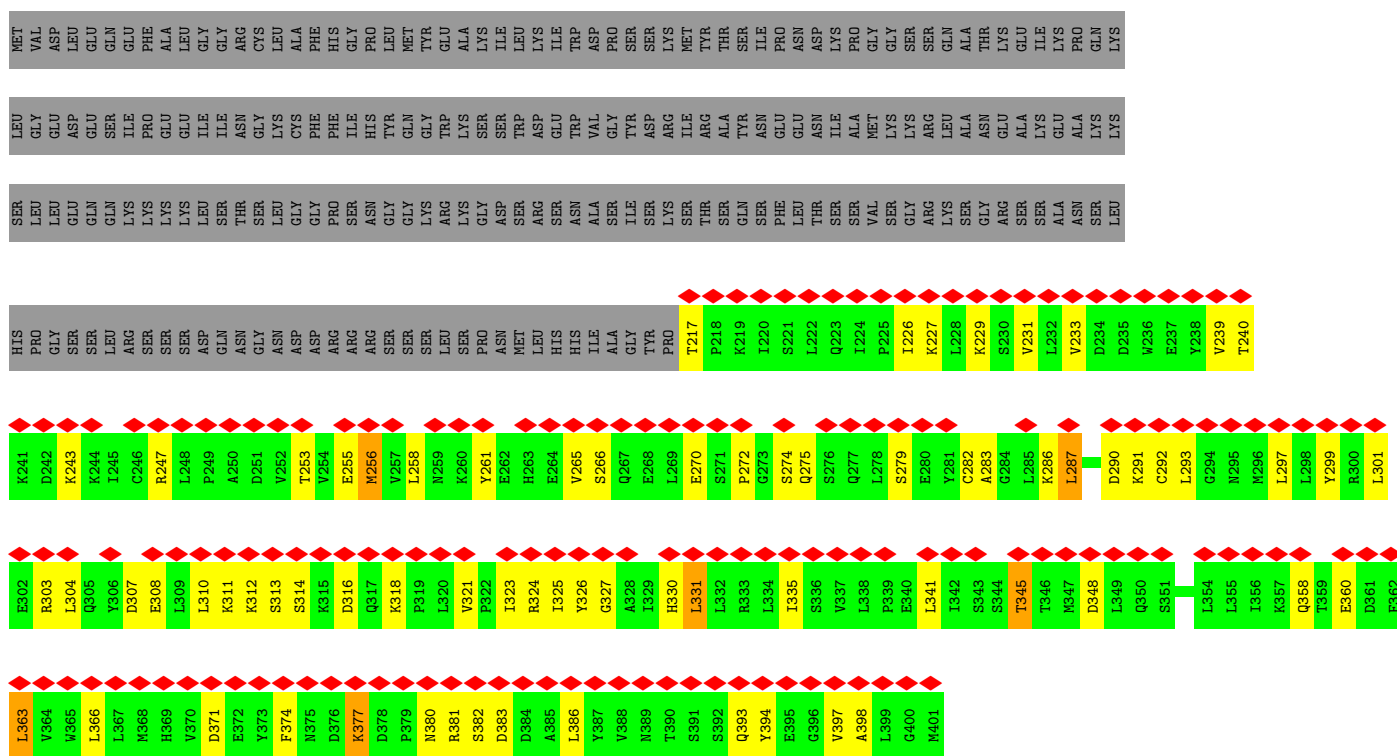 MET VAL ASP LEU GLU GLN GLU PHE ALA LEU GLY GLY ARG CYS LEU ALA PHE HIS GLY PRO LEU MET TYR GLU ALA LYS ILE LEU LYS ILE TRP ASP PRO SER SER LYS MET TYR THR SER ILE PRO ASN ASP LYS PRO GLY GLY SER SER GLN ALA THR LYS GLU ILE LYS PRO GLN LYS
LEU GLY GLU ASP GLU SER ILE PRO GLU GLU ILE ILE ASN GLY LYS CYS PHE PHE ILE HIS TYR GLN GLY TRP LYS SER SER TRP ASP GLU TRP VAL GLY TYR ASP ARG ILE ARG ALA TYR ASN GLU GLU ASN ILE ALA MET LYS LYS ARG LEU ALA ASN GLU ALA LYS GLU ALA LYS LYS
SER LEU LEU GLU GLN GLN LYS LYS LYS LYS LEU SER THR SER LEU GLY GLY PRO SER ASN GLY GLY LYS ARG LYS GLY ASP SER ARG SER ASN ALA SER ILE SER LYS SER THR SER GLN SER PHE LEU THR SER SER VAL SER GLY ARG LYS SER GLY ARG SER SER ALA ASN SER LEU
HIS PRO GLY SER SER LEU ARG SER SER SER ASP GLN ASN GLY ASN ASP ASP ARG ARG ARG SER SER SER LEU SER PRO ASN MET LEU HIS HIS ILE ALA GLY TYR PRO T217 P218 K219 I220 S221 L222 Q223 I224 P225 I226 K227 L228 K229 S230 V231 L232 V233 D234 D235 W236 E237 Y238 V239 T240
K241 D242 K243 K244 I245 C246 R247 L248 P249 A250 D251 V252 T253 V254 E255 M256 V257 L258 N259 K260 Y261 E262 H263 E264 V265 S266 Q267 E268 L269 E270 S271 P272 G273 S274 Q275 S276 Q277 L278 S279 E280 Y281 C282 A283 G284 L285 K286 L287 D290 K291 C292 L293 G294 N295 M296 L297 L298 Y299 R300 L301
E302 R303 L304 Q305 Y306 D307 E308 L309 L310 K311 K312 S313 S314 K315 D316 Q317 K318 P319 L320 V321 P322 I323 R324 I325 Y326 G327 A328 I329 H330 L331 L332 R333 L334 I335 S336 V337 L338 P339 E340 L341 I342 S343 S344 T345 T346 M347 D348 L349 Q350 S351 L354 L355 I356 K357 Q358 T359 E360 D361 F362
L363 V364 W365 L366 L367 M368 H369 V370 D371 E372 Y373 F374 N375 D376 K377 D378 P379 N380 R381 S382 D383 D384 A385 L386 Y387 V388 N389 T390 S391 S392 Q393 Y394 E395 G396 V397 A398 L399 G400 M401